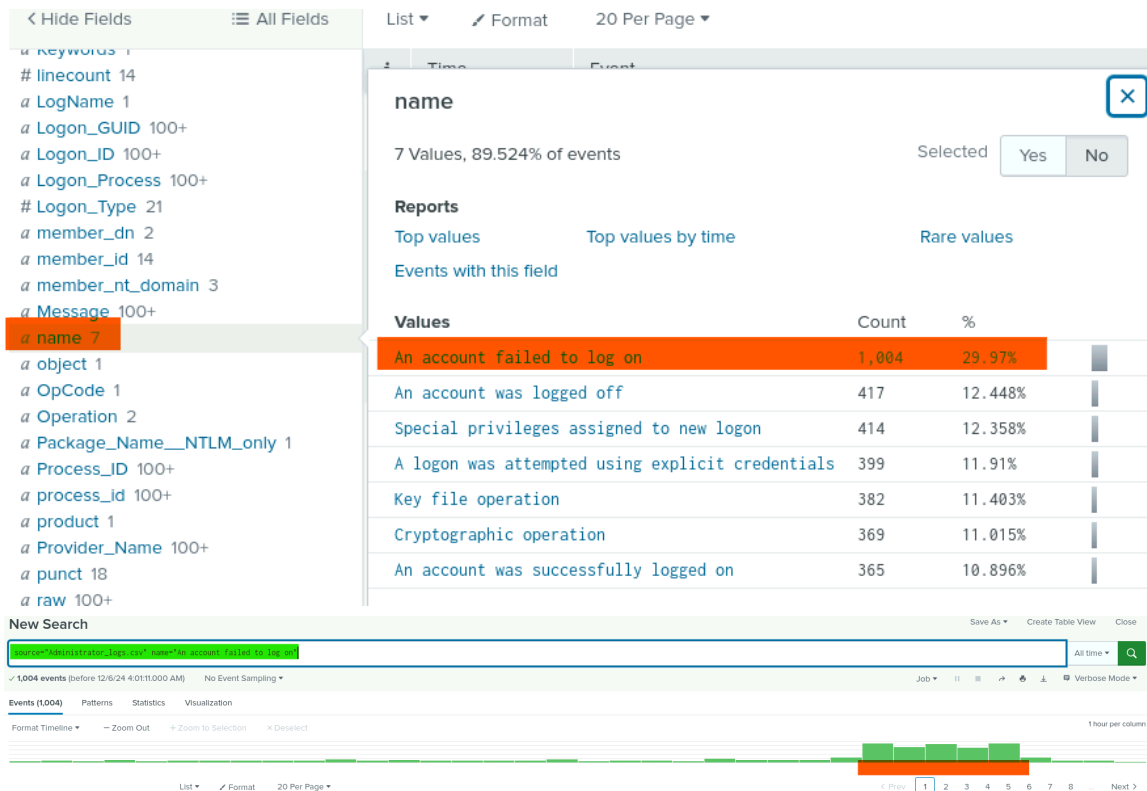 Hide Fields All Fields List Format 20 Per Page
a Keywords 1
i Time Event
# linecount 14
a LogName 1
a Logon_GUID 100+
a Logon_ID 100+
a Logon_Process 100+
# Logon_Type 21
a member_dn 2
a member_id 14
a member_nt_domain 3
a Message 100+
a name 7
a object 1
a OpCode 1
a Operation 2
a Package_Name__NTLM_only 1
a Process_ID 100+
a process_id 100+
a product 1
a Provider_Name 100+
a punct 18
a raw 100+
name
7 Values, 89.524% of events
Selected Yes No
Reports
Top values Top values by time Rare values
Events with this field
Values Count %
An account failed to log on 1,004 29.97%
An account was logged off 417 12.448%
Special privileges assigned to new logon 414 12.358%
A logon was attempted using explicit credentials 399 11.91%
Key file operation 382 11.403%
Cryptographic operation 369 11.015%
An account was successfully logged on 365 10.896%
New Search Save As Create Table View Close
source="Administrator_logs.csv" name="An account failed to log on" All time
1,004 events (before 12/6/24 4:01:11.000 AM) No Event Sampling Job Verbose Mode
Events (1,004) Patterns Statistics Visualization
Format Timeline — Zoom Out + Zoom to Selection × Deselect 1 hour per column
List Format 20 Per Page < Prev 1 2 3 4 5 6 7 8 ... Next >